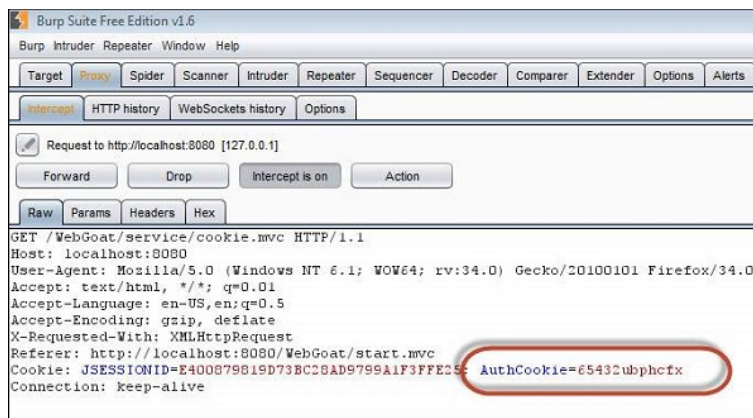 Burp Suite Free Edition v1.6
Burp Intruder Repeater Window Help
Target Proxy Spider Scanner Intruder Repeater Sequencer Decoder Comparer Extender Options Alerts
Intercept HTTP history WebSockets history Options
Request to http://localhost:8080 [127.0.0.1]
Forward Drop Intercept is on Action
Raw Params Headers Hex
GET /WebGoat/service/cookie.mvc HTTP/1.1
Host: localhost:8080
User-Agent: Mozilla/5.0 (Windows NT 6.1; WOW64; rv:34.0) Gecko/20100101 Firefox/34.0
Accept: text/html, */*; q=0.01
Accept-Language: en-US,en;q=0.5
Accept-Encoding: gzip, deflate
X-Requested-With: XMLHttpRequest
Referer: http://localhost:8080/WebGoat/start.mvc
Cookie: JSESSIONID=E400879819D73BC28AD9799A1F3FFE25; AuthCookie=65432ubphcfx
Connection: keep-alive